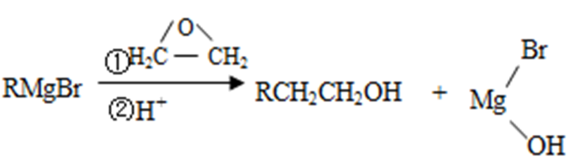 O
①H₂C — CH₂
Br
RMgBr
RCH₂CH₂OH + Mg
②H⁺
OH